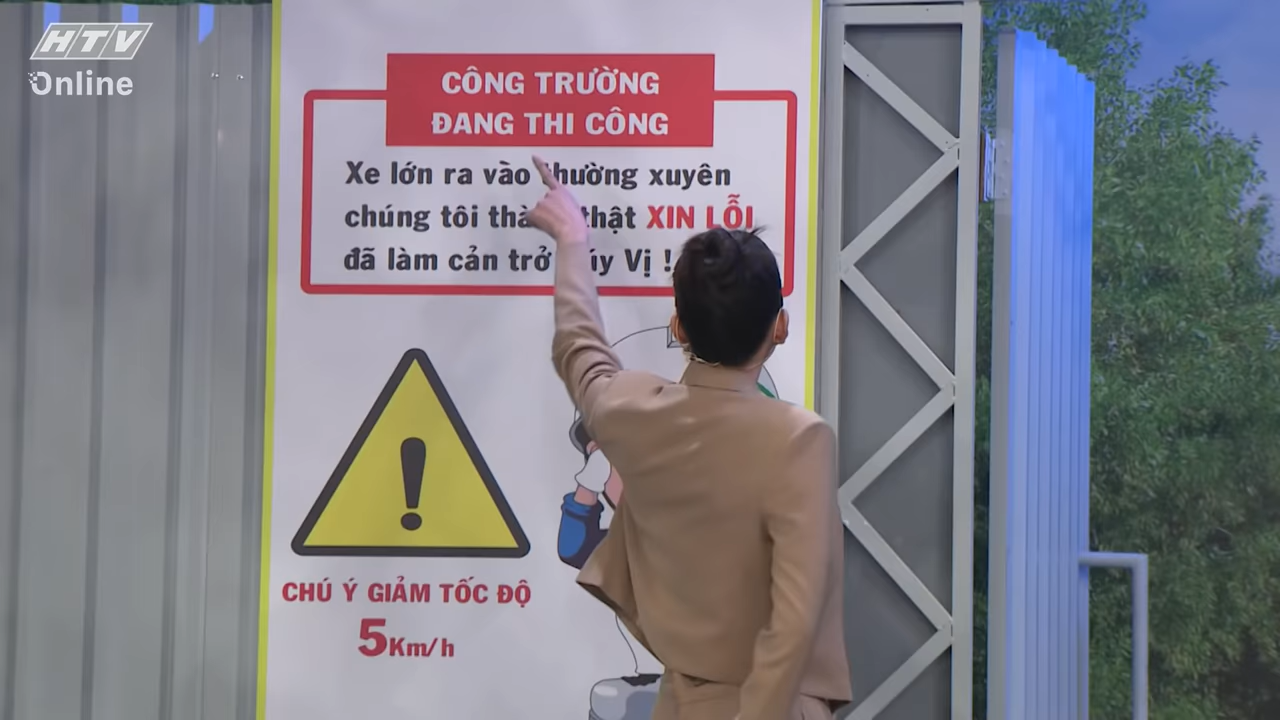 HTV
Online
CÔNG TRƯỜNG
ĐANG THI CÔNG
Xe lớn ra vào thường xuyên
chúng tôi thật XIN LỖI
đã làm cản trở Vị !
CHÚ Ý GIẢM TỐC ĐỘ
5Km/h